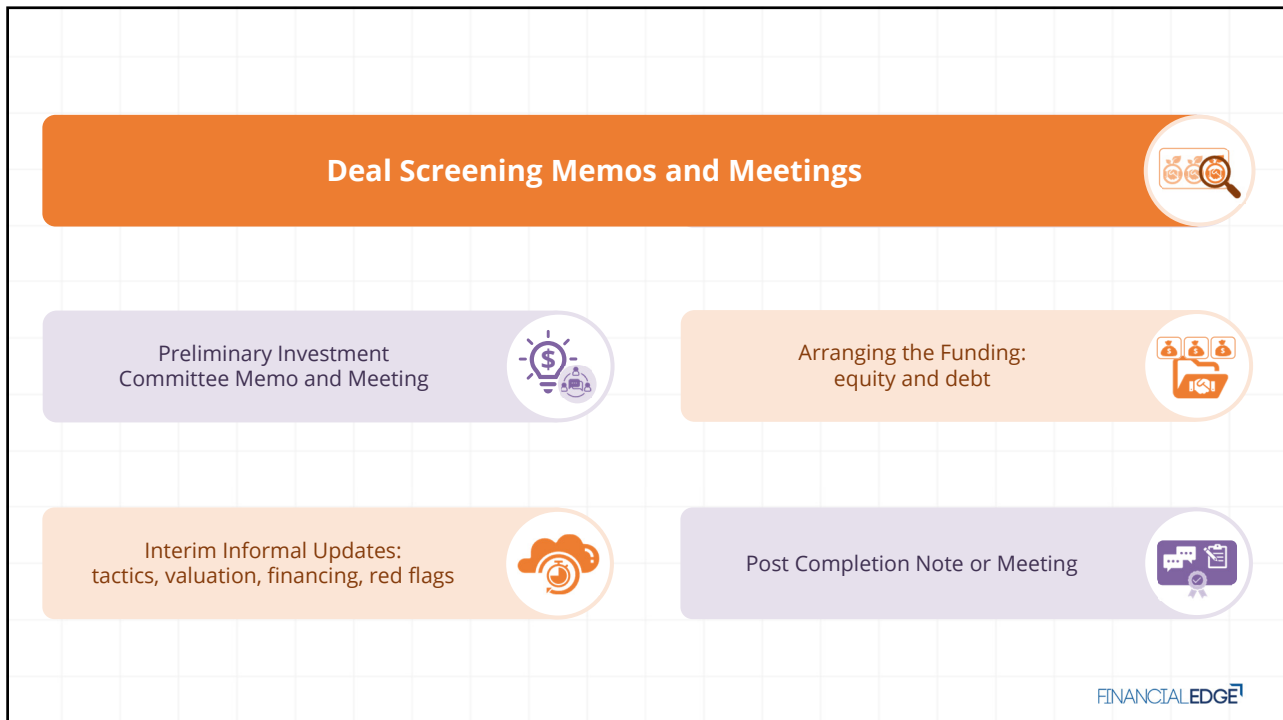 Deal Screening Memos and Meetings
Preliminary Investment
Committee Memo and Meeting
Arranging the Funding:
equity and debt
Interim Informal Updates:
tactics, valuation, financing, red flags
Post Completion Note or Meeting
FINANCIALEDGE